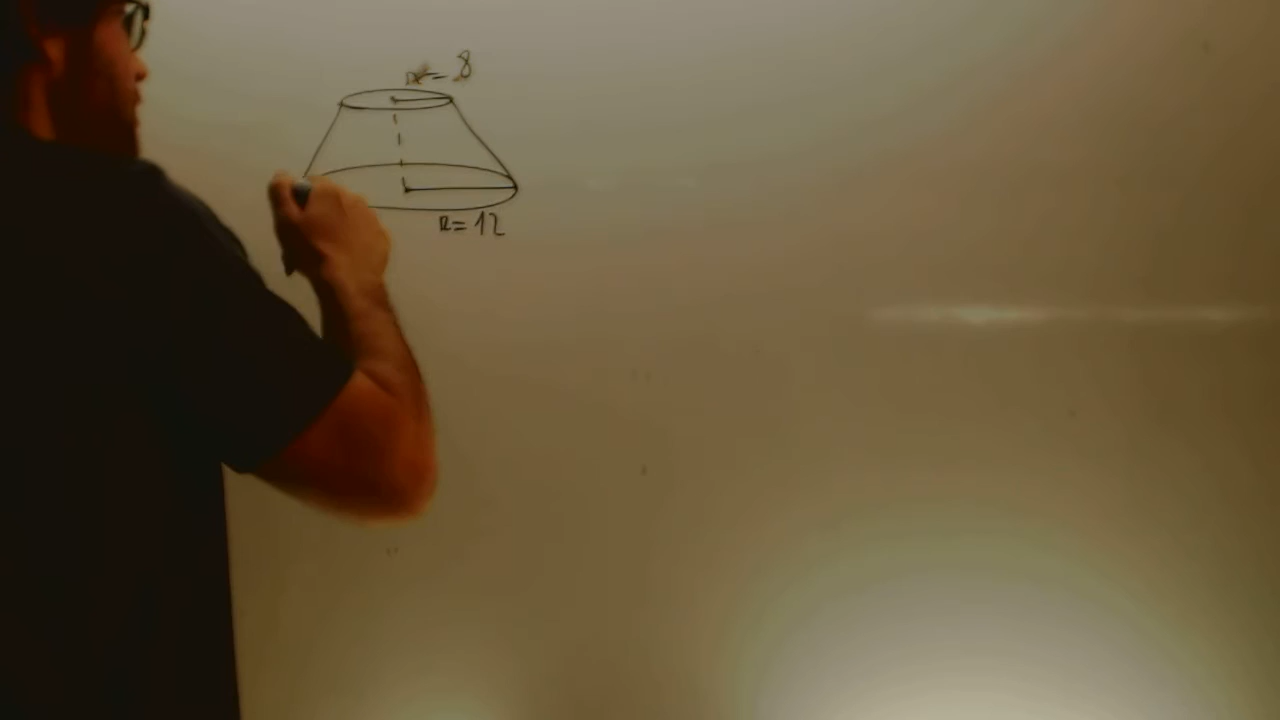 r = 8
R = 12